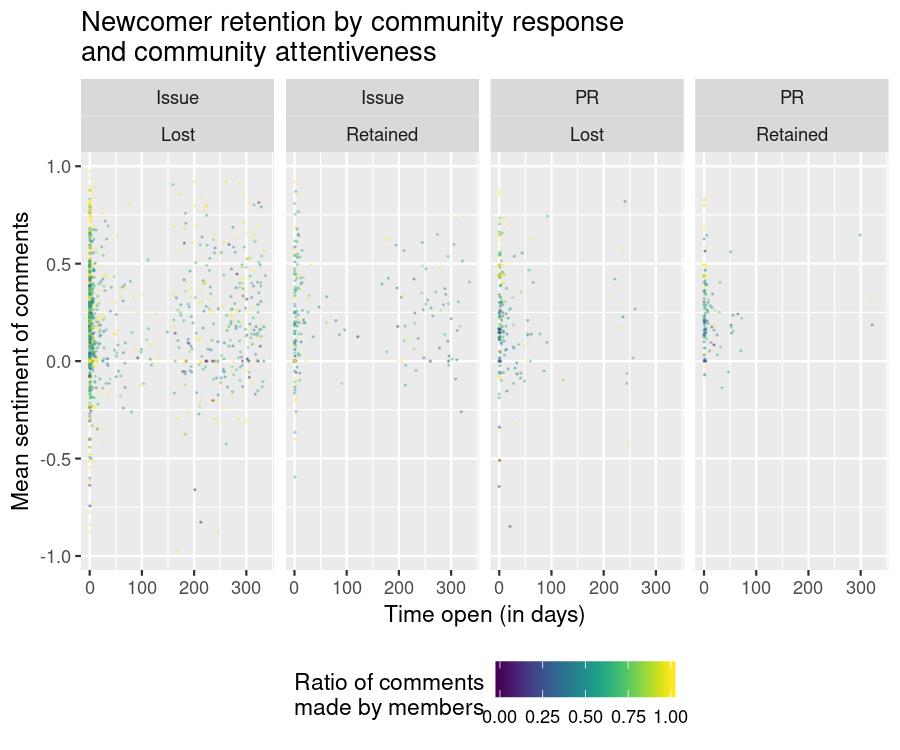 Newcomer retention by community response
and community attentiveness
Issue Issue PR PR
Lost Retained Lost Retained
Mean sentiment of comments
1.0
0.5
0.0
-0.5
-1.0
0 100 200 300 0 100 200 300 0 100 200 300 0 100 200 300
Time open (in days)
Ratio of comments
made by members
0.00 0.25 0.50 0.75 1.00